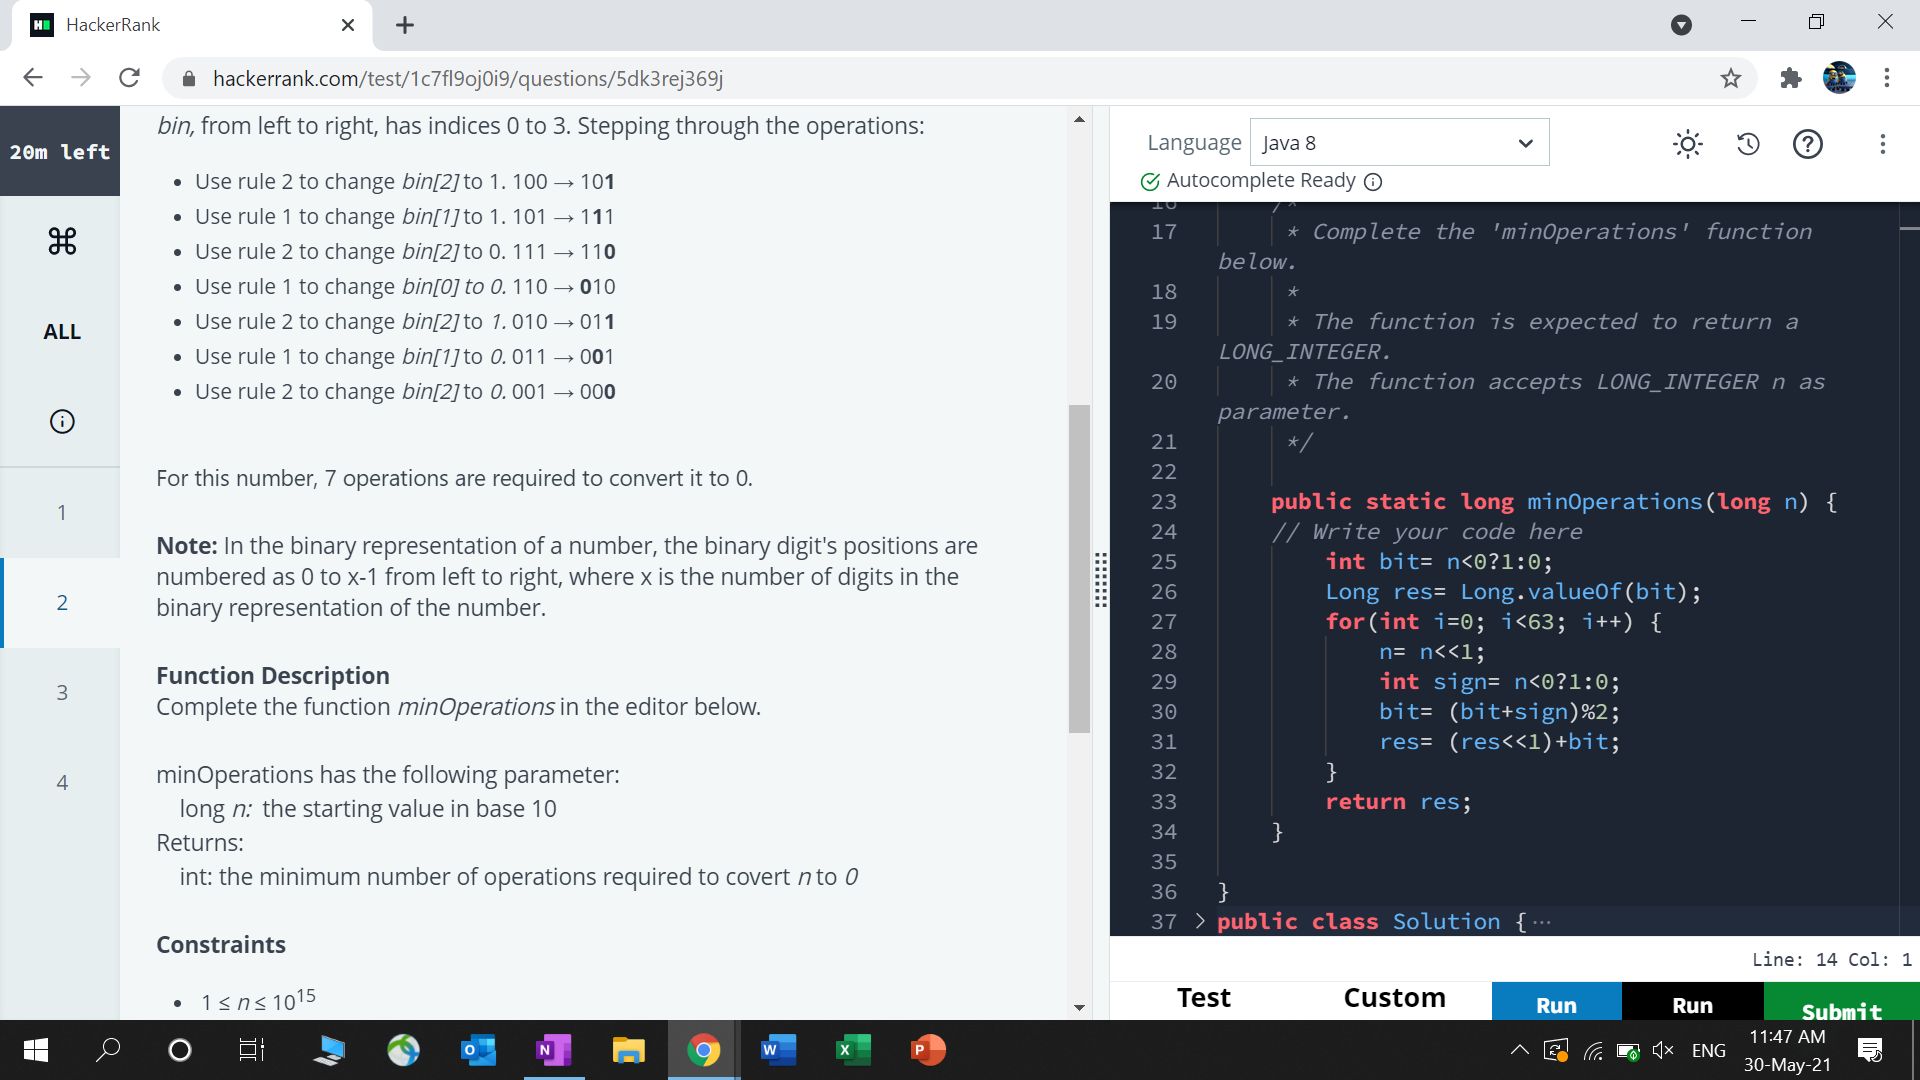 HackerRank
hackerrank.com/test/1c7fl9oj0i9/questions/5dk3rej369j
20m left
ALL
1
2
3
4
bin, from left to right, has indices 0 to 3. Stepping through the operations:
• Use rule 2 to change bin[2] to 1. 100 → 101
• Use rule 1 to change bin[1] to 1. 101 → 111
• Use rule 2 to change bin[2] to 0. 111 → 110
• Use rule 1 to change bin[0] to 0. 110 → 010
• Use rule 2 to change bin[2] to 1. 010 → 011
• Use rule 1 to change bin[1] to 0. 011 → 001
• Use rule 2 to change bin[2] to 0. 001 → 000
For this number, 7 operations are required to convert it to 0.
Note: In the binary representation of a number, the binary digit's positions are
numbered as 0 to x-1 from left to right, where x is the number of digits in the
binary representation of the number.
Function Description
Complete the function minOperations in the editor below.
minOperations has the following parameter:
long n: the starting value in base 10
Returns:
int: the minimum number of operations required to covert n to 0
Constraints
• 1 ≤ n ≤ 10^15
Language Java 8
Autocomplete Ready
16 /*
17 * Complete the 'minOperations' function
below.
18 *
19 * The function is expected to return a
LONG_INTEGER.
20 * The function accepts LONG_INTEGER n as
parameter.
21 */
22
23 public static long minOperations(long n) {
24 // Write your code here
25 int bit= n<0?1:0;
26 Long res= Long.valueOf(bit);
27 for(int i=0; i<63; i++) {
28 n= n<<1;
29 int sign= n<0?1:0;
30 bit= (bit+sign)%2;
31 res= (res<<1)+bit;
32 }
33 return res;
34 }
35
36 }
37 > public class Solution {···
Line: 14 Col: 1
Test Custom Run Run Submit
ENG
11:47 AM
30-May-21